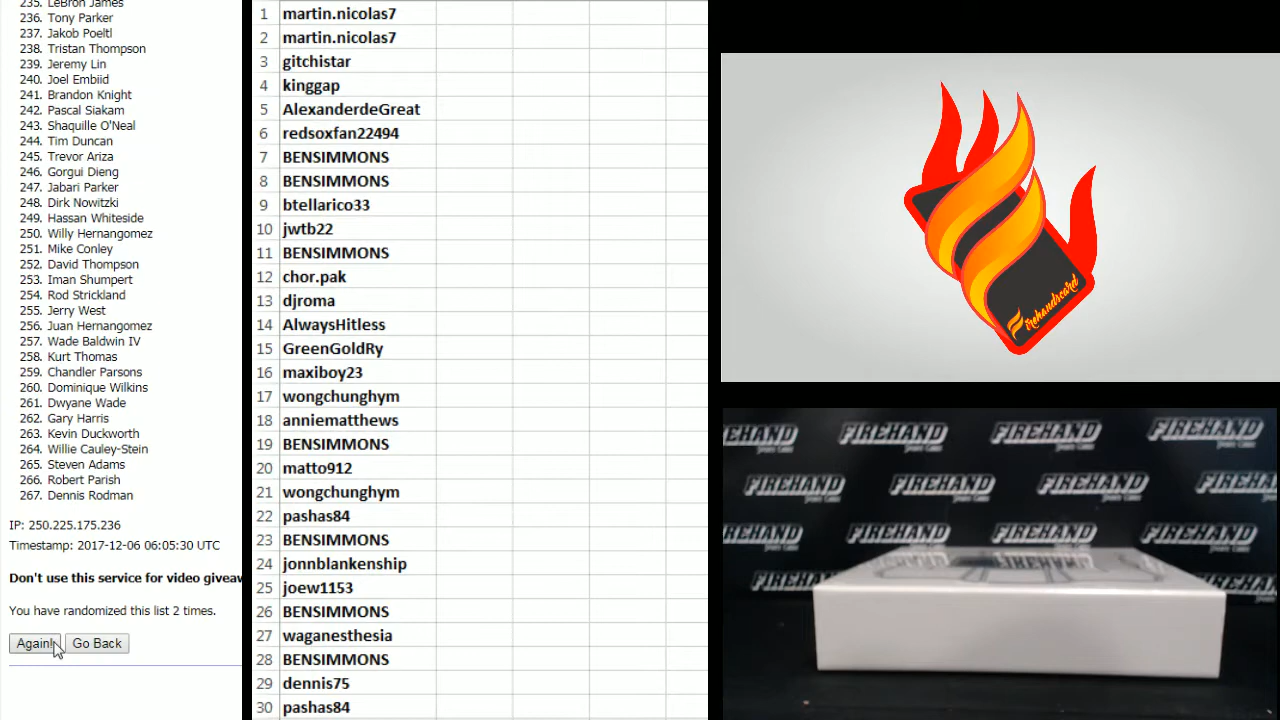 235. LeBron James
236. Tony Parker
237. Jakob Poeltl
238. Tristan Thompson
239. Jeremy Lin
240. Joel Embiid
241. Brandon Knight
242. Pascal Siakam
243. Shaquille O'Neal
244. Tim Duncan
245. Trevor Ariza
246. Gorgui Dieng
247. Jabari Parker
248. Dirk Nowitzki
249. Hassan Whiteside
250. Willy Hernangomez
251. Mike Conley
252. David Thompson
253. Iman Shumpert
254. Rod Strickland
255. Jerry West
256. Juan Hernangomez
257. Wade Baldwin IV
258. Kurt Thomas
259. Chandler Parsons
260. Dominique Wilkins
261. Dwyane Wade
262. Gary Harris
263. Kevin Duckworth
264. Willie Cauley-Stein
265. Steven Adams
266. Robert Parish
267. Dennis Rodman
IP: 250.225.175.236
Timestamp: 2017-12-06 06:05:30 UTC
Don't use this service for video giveaw
You have randomized this list 2 times.
Again! Go Back
1 martin.nicolas7
2 martin.nicolas7
3 gitchistar
4 kinggap
5 AlexanderdeGreat
6 redsoxfan22494
7 BENSIMMONS
8 BENSIMMONS
9 btellarico33
10 jwtb22
11 BENSIMMONS
12 chor.pak
13 djroma
14 AlwaysHitless
15 GreenGoldRy
16 maxiboy23
17 wongchunghym
18 anniematthews
19 BENSIMMONS
20 matto912
21 wongchunghym
22 pashas84
23 BENSIMMONS
24 jonnblankenship
25 joew1153
26 BENSIMMONS
27 waganesthesia
28 BENSIMMONS
29 dennis75
30 pashas84
Firehandscard
FIREHAND FIREHAND FIREHAND FIREHAND
FIREHAND FIREHAND FIREHAND FIREHAND
FIREHAND FIREHAND FIREHAND FIREHAND
FIREHAND